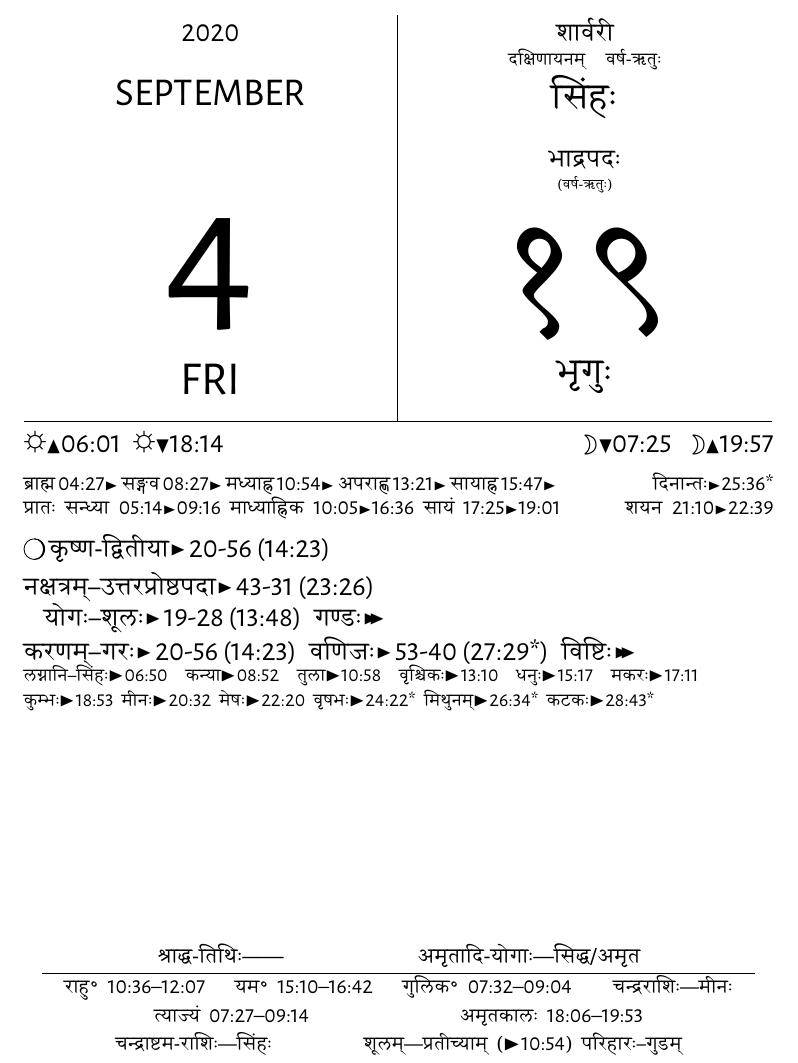 2020
SEPTEMBER
4
FRI
शार्वरी
दक्षिणायनम् वर्ष-ऋतुः
सिंहः
भाद्रपदः
(वर्ष-ऋतुः)
१९
भृगुः
☼▲06:01 ☼▼18:14 ☽▼07:25 ☽▲19:57
ब्राह्म 04:27► सङ्गव 08:27► मध्याह्न 10:54► अपराह्ण 13:21► सायाह्न 15:47► दिनान्तः►25:36*
प्रातः सन्ध्या 05:14►09:16 माध्याह्निक 10:05►16:36 सायं 17:25►19:01 शयन 21:10►22:39
कृष्ण-द्वितीया► 20-56 (14:23)
नक्षत्रम्–उत्तरप्रोष्ठपदा► 43-31 (23:26)
योगः–शूलः► 19-28 (13:48) गण्डः►►
करणम्–गरः► 20-56 (14:23) वणिजः► 53-40 (27:29*) विष्टिः►►
लग्नानि–सिंहः►06:50 कन्या►08:52 तुला►10:58 वृश्चिकः►13:10 धनुः►15:17 मकरः►17:11
कुम्भः►18:53 मीनः►20:32 मेषः►22:20 वृषभः►24:22* मिथुनम्►26:34* कटकः►28:43*
श्राद्ध-तिथिः—— अमृतादि-योगाः—सिद्ध/अमृत
राहु° 10:36–12:07 यम° 15:10–16:42 गुलिक° 07:32–09:04 चन्द्रराशिः—मीनः
त्याज्यं 07:27–09:14 अमृतकालः 18:06–19:53
चन्द्राष्टम-राशिः—सिंहः शूलम्—प्रतीच्याम् (►10:54) परिहारः–गुडम्